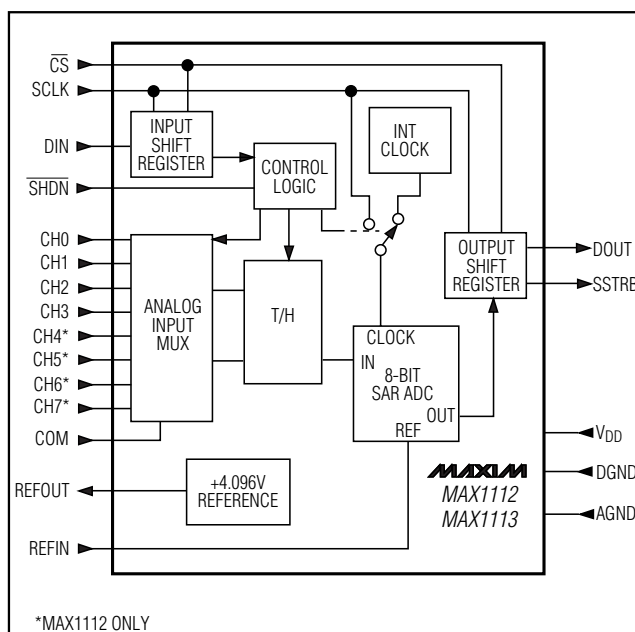 C̅S̅
SCLK
DIN
S̅H̅D̅N̅
CH0
CH1
CH2
CH3
CH4*
CH5*
CH6*
CH7*
COM
REFOUT
REFIN
INPUT
SHIFT
REGISTER
CONTROL
LOGIC
INT
CLOCK
ANALOG
INPUT
MUX
T/H
CLOCK
IN
8-BIT
SAR ADC
OUT
REF
OUTPUT
SHIFT
REGISTER
+4.096V
REFERENCE
DOUT
SSTRB
VDD
DGND
AGND
MAXIM
MAX1112
MAX1113
*MAX1112 ONLY